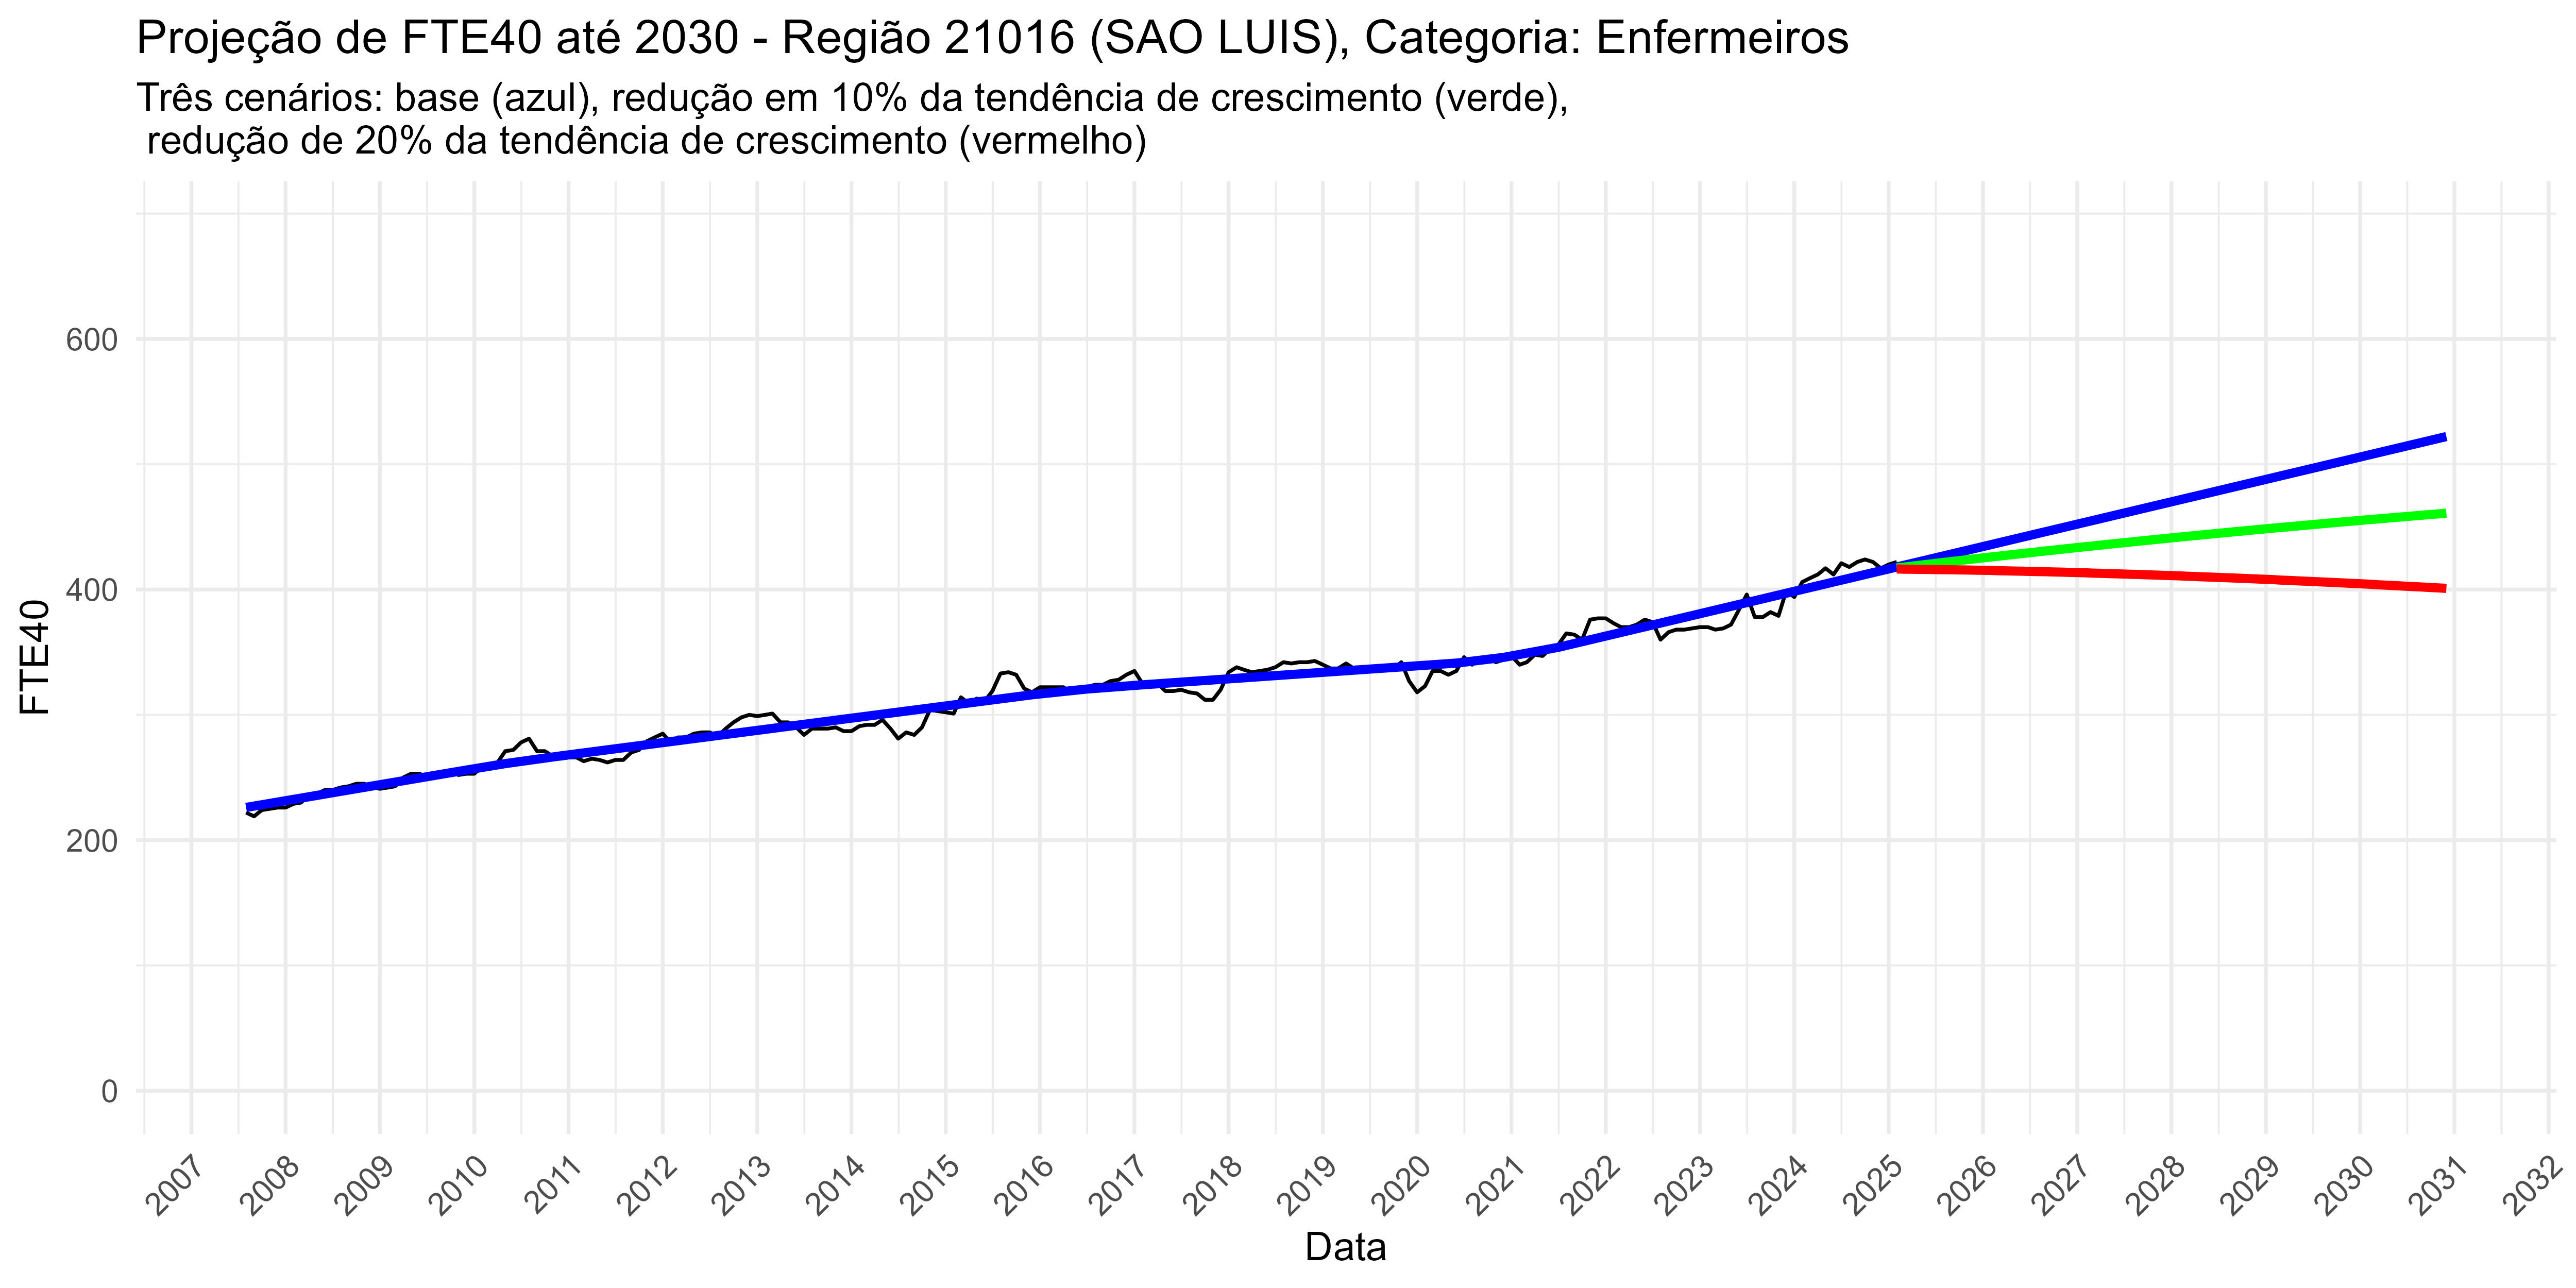 Projeção de FTE40 até 2030 - Região 21016 (SAO LUIS), Categoria: Enfermeiros
Três cenários: base (azul), redução em 10% da tendência de crescimento (verde),
redução de 20% da tendência de crescimento (vermelho)
FTE40
600
400
200
0
2007 2008 2009 2010 2011 2012 2013 2014 2015 2016 2017 2018 2019 2020 2021 2022 2023 2024 2025 2026 2027 2028 2029 2030 2031 2032
Data